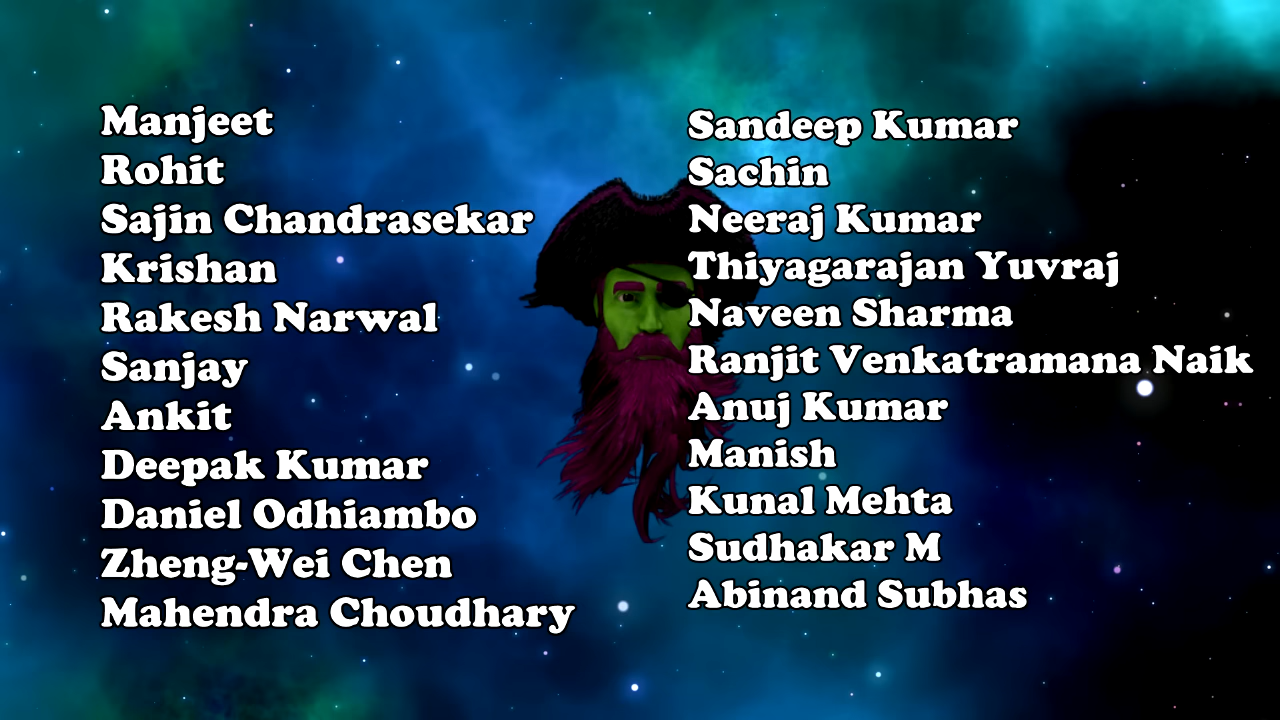 Manjeet
Rohit
Sajin Chandrasekar
Krishan
Rakesh Narwal
Sanjay
Ankit
Deepak Kumar
Daniel Odhiambo
Zheng-Wei Chen
Mahendra Choudhary
Sandeep Kumar
Sachin
Neeraj Kumar
Thiyagarajan Yuvraj
Naveen Sharma
Ranjit Venkatramana Naik
Anuj Kumar
Manish
Kunal Mehta
Sudhakar M
Abinand Subhas